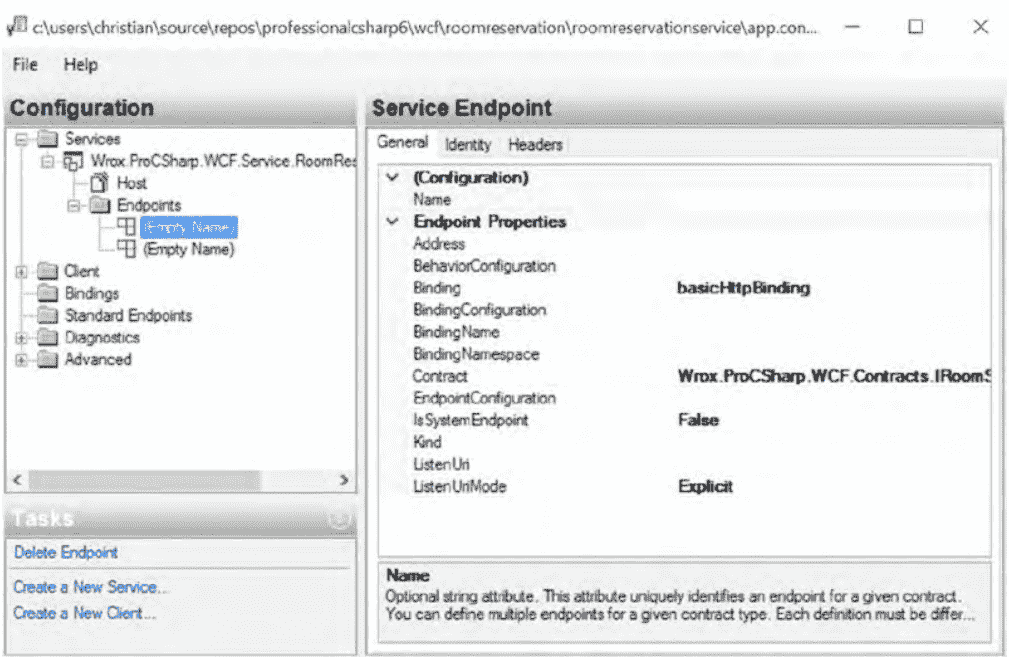 c:\users\christian\source\repos\professionalcsharp6\wcf\roomreservation\roomreservationservice\app.con...
File Help
Configuration
Services
Wrox.ProCSharp.WCF.Service.RoomRes
Host
Endpoints
(Empty Name)
(Empty Name)
Client
Bindings
Standard Endpoints
Diagnostics
Advanced
Tasks
Delete Endpoint
Create a New Service...
Create a New Client...
Service Endpoint
General Identity Headers
(Configuration)
Name
Endpoint Properties
Address
BehaviorConfiguration
Binding basicHttpBinding
BindingConfiguration
BindingName
BindingNamespace
Contract Wrox.ProCSharp.WCF.Contracts.IRoomS
EndpointConfiguration
IsSystemEndpoint False
Kind
ListenUri
ListenUriMode Explicit
Name
Optional string attribute. This attribute uniquely identifies an endpoint for a given contract.
You can define multiple endpoints for a given contract type. Each definition must be differ...